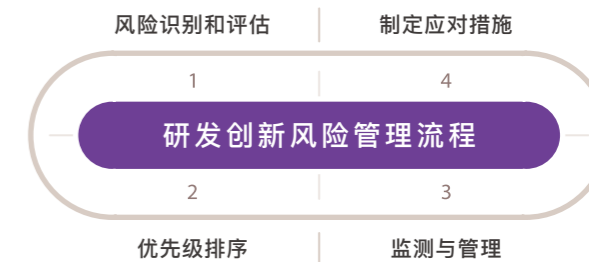 风险识别和评估
制定应对措施
1
4
研发创新风险管理流程
2
3
优先级排序
监测与管理